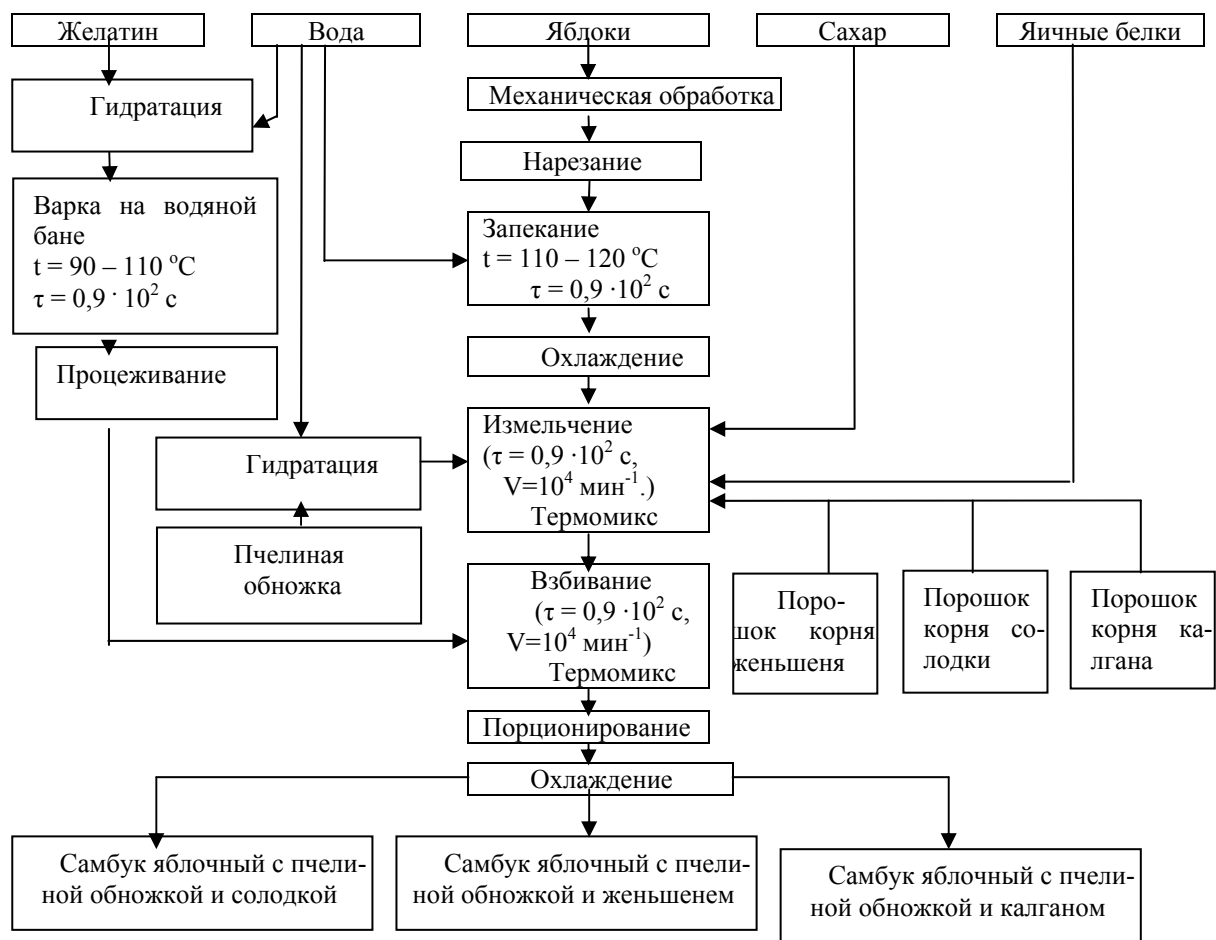 Желатин
Вода
Яблоки
Сахар
Яичные белки
Гидратация
Механическая обработка
Нарезание
Варка на водяной
бане
t = 90 – 110 °С
τ = 0,9 · 10² с
Запекание
t = 110 – 120 °С
τ = 0,9 ·10² с
Процеживание
Охлаждение
Гидратация
Измельчение
(τ = 0,9 ·10² с,
V=10⁴ мин⁻¹.)
Термомикс
Пчелиная
обножка
Взбивание
(τ = 0,9 ·10² с,
V=10⁴ мин⁻¹)
Термомикс
Поро-
шок корня
женьшеня
Порошок
корня со-
лодки
Порошок
корня ка-
лгана
Порционирование
Охлаждение
Самбук яблочный с пчели-
ной обножкой и солодкой
Самбук яблочный с пчели-
ной обножкой и женьшенем
Самбук яблочный с пчели-
ной обножкой и калганом